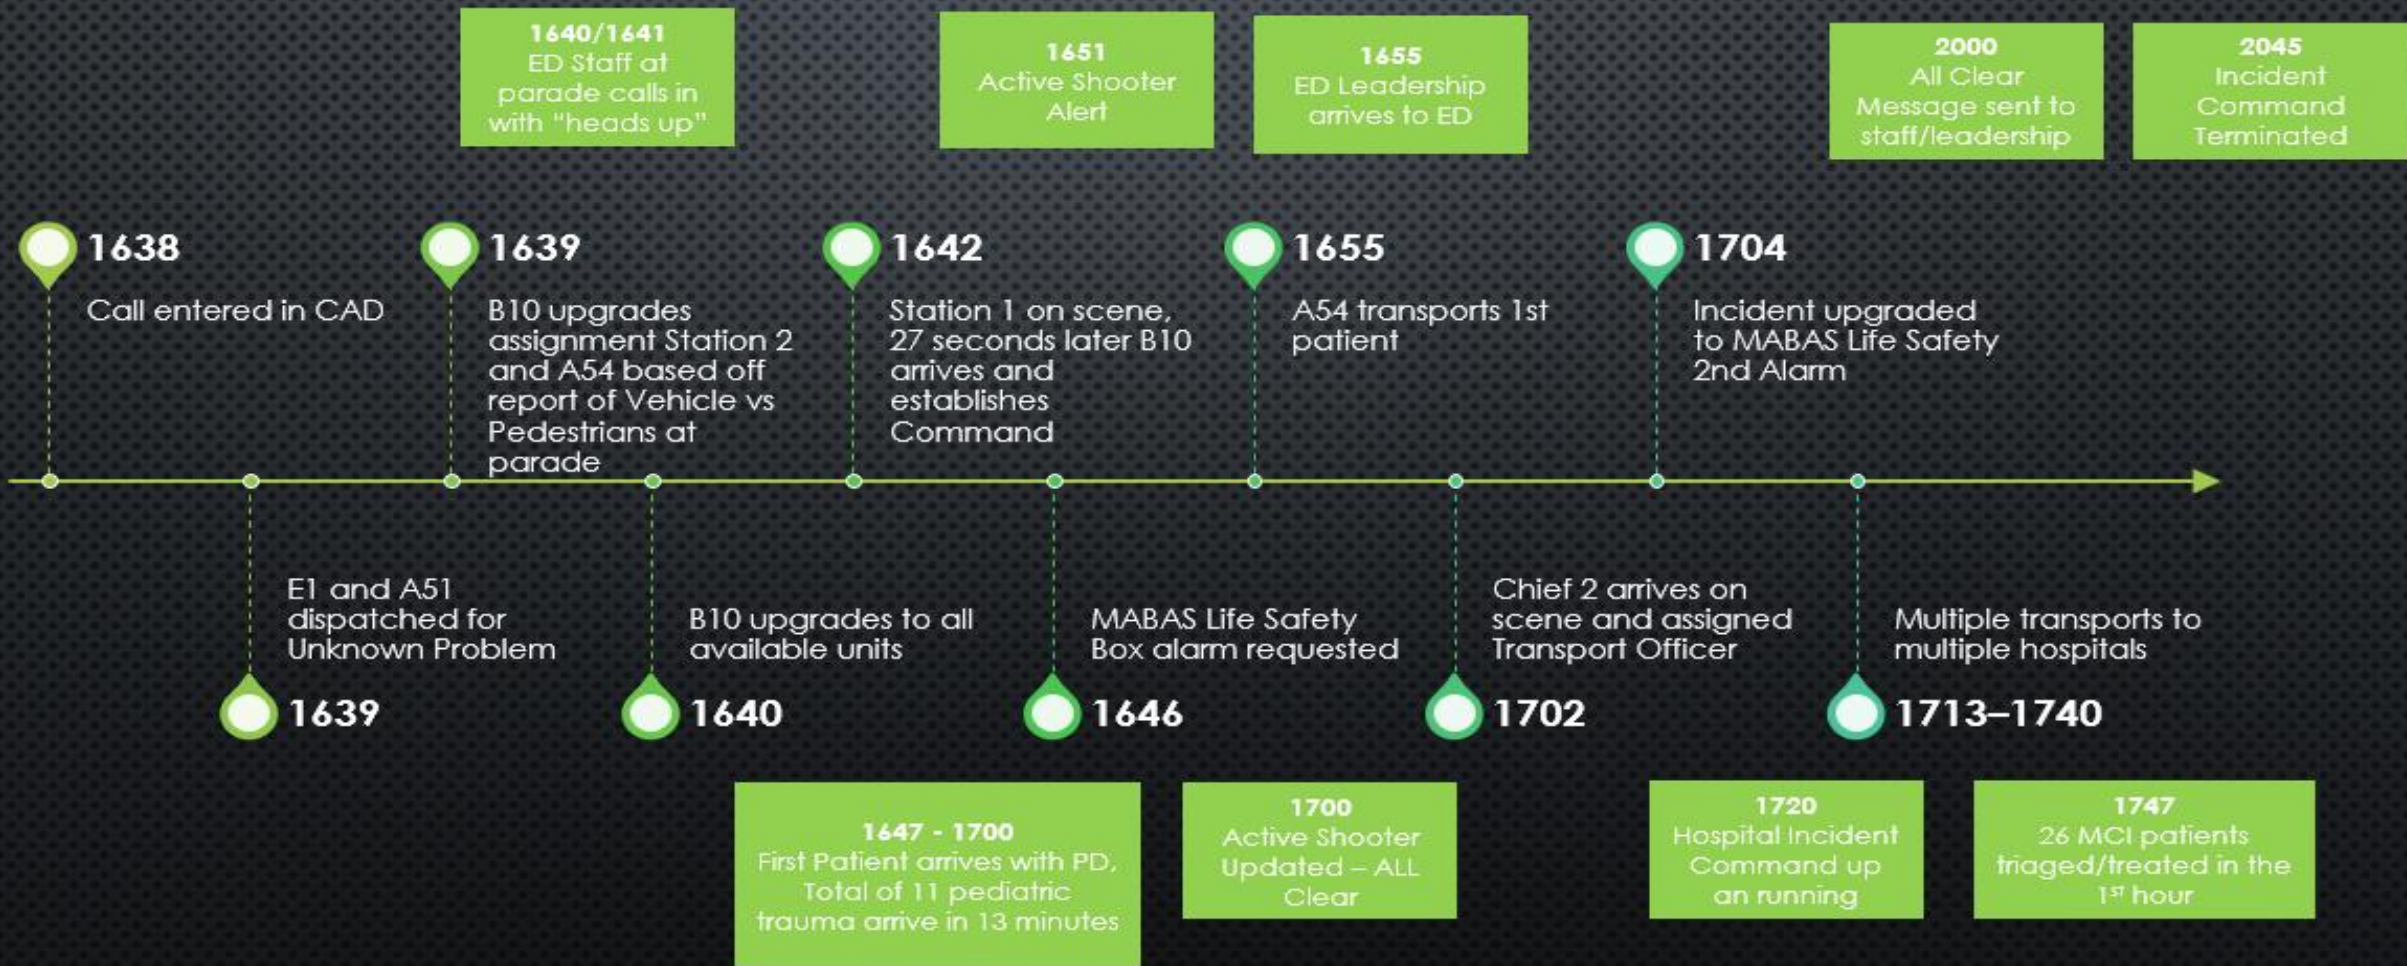 1640/1641
ED Staff at
parade calls in
with “heads up”
1651
Active Shooter
Alert
1655
ED Leadership
arrives to ED
2000
All Clear
Message sent to
staff/leadership
2045
Incident
Command
Terminated
1638
Call entered in CAD
1639
B10 upgrades
assignment Station 2
and A54 based off
report of Vehicle vs
Pedestrians at
parade
1642
Station 1 on scene,
27 seconds later B10
arrives and
establishes
Command
1655
A54 transports 1st
patient
1704
Incident upgraded
to MABAS Life Safety
2nd Alarm
E1 and A51
dispatched for
Unknown Problem
1639
B10 upgrades to all
available units
1640
MABAS Life Safety
Box alarm requested
1646
Chief 2 arrives on
scene and assigned
Transport Officer
1702
Multiple transports to
multiple hospitals
1713–1740
1647 - 1700
First Patient arrives with PD,
Total of 11 pediatric
trauma arrive in 13 minutes
1700
Active Shooter
Updated – ALL
Clear
1720
Hospital Incident
Command up
an running
1747
26 MCI patients
triaged/treated in the
1st hour